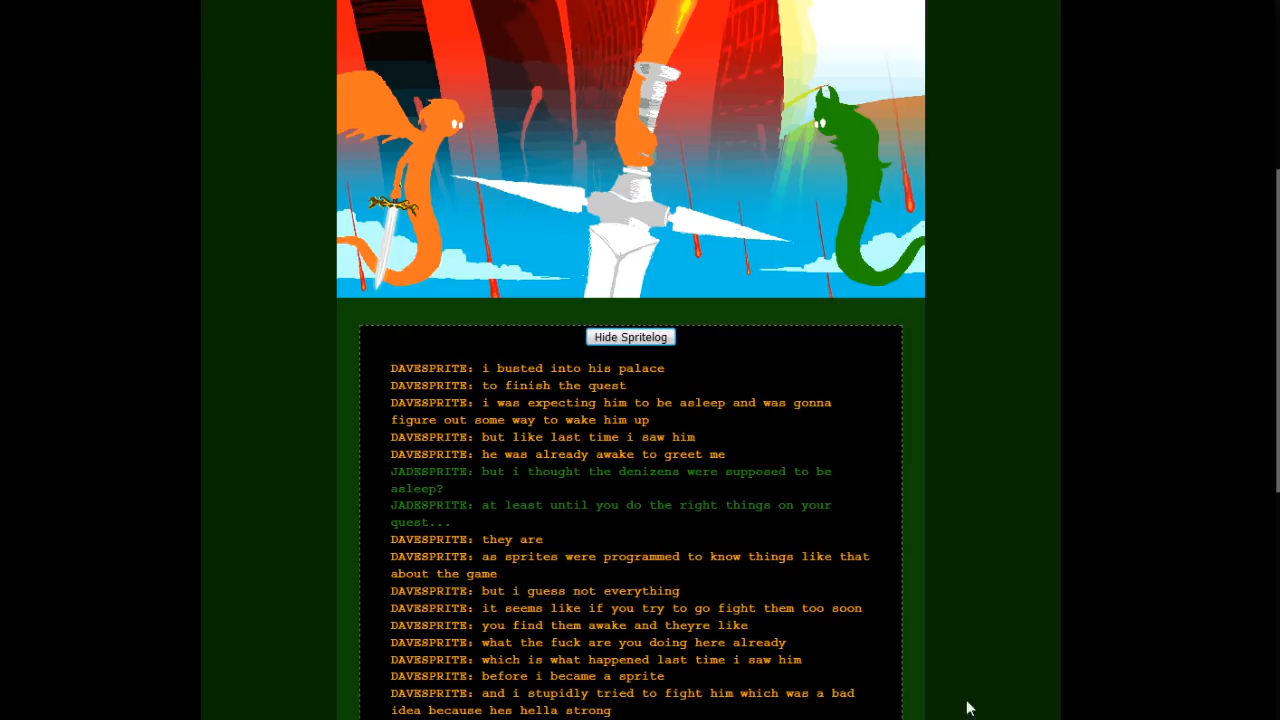 Hide Spritelog
DAVESPRITE: i busted into his palace
DAVESPRITE: to finish the quest
DAVESPRITE: i was expecting him to be asleep and was gonna
figure out some way to wake him up
DAVESPRITE: but like last time i saw him
DAVESPRITE: he was already awake to greet me
JADESPRITE: but i thought the denizens were supposed to be
asleep?
JADESPRITE: at least until you do the right things on your
quest...
DAVESPRITE: they are
DAVESPRITE: as sprites were programmed to know things like that
about the game
DAVESPRITE: but i guess not everything
DAVESPRITE: it seems like if you try to go fight them too soon
DAVESPRITE: you find them awake and theyre like
DAVESPRITE: what the fuck are you doing here already
DAVESPRITE: which is what happened last time i saw him
DAVESPRITE: before i became a sprite
DAVESPRITE: and i stupidly tried to fight him which was a bad
idea because hes hella strong